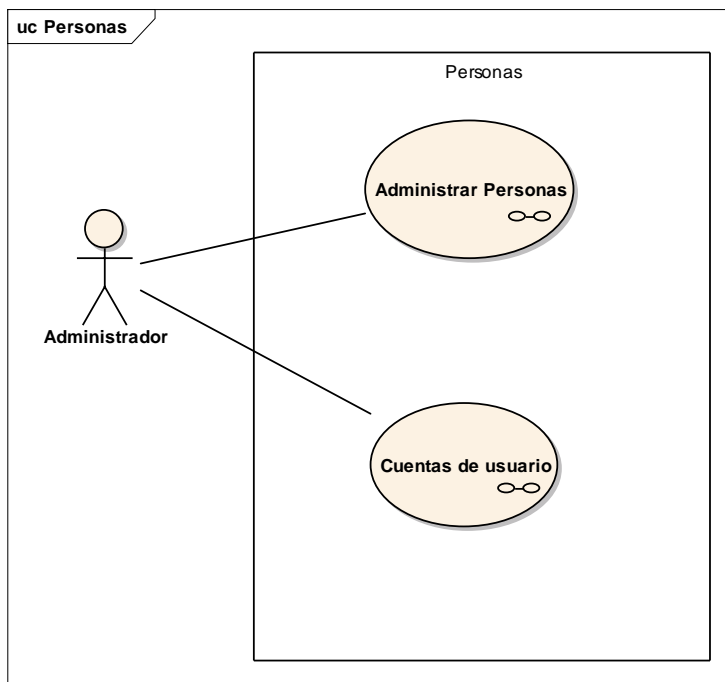 uc Personas
Personas
Administrar Personas
Administrador
Cuentas de usuario